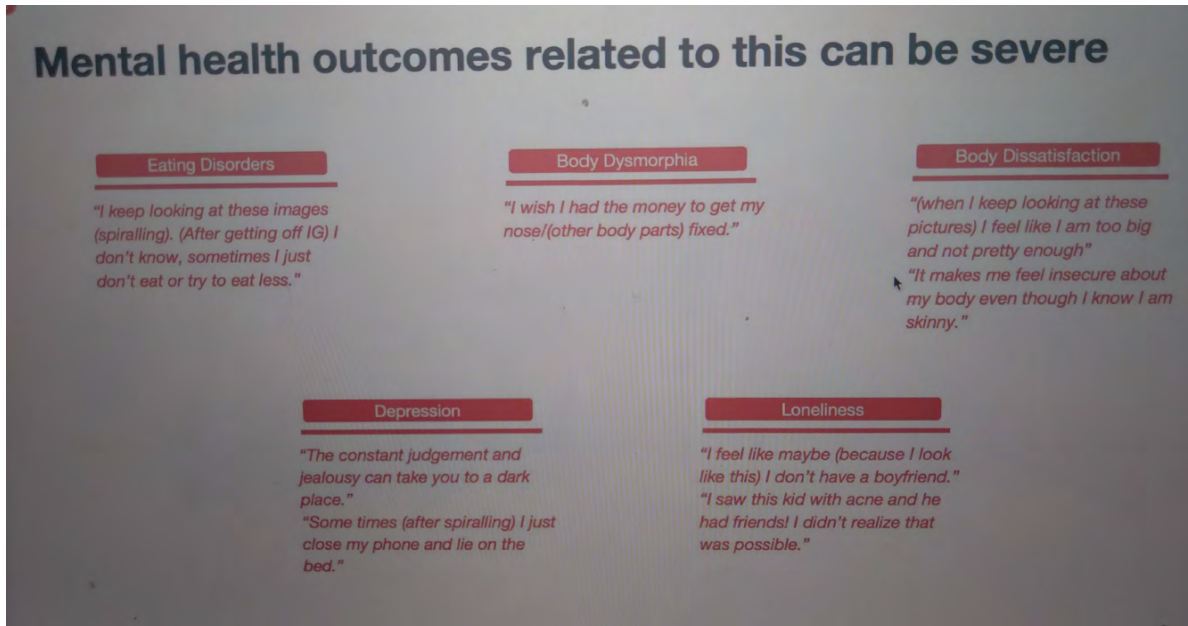 Mental health outcomes related to this can be severe
Eating Disorders
"I keep looking at these images
(spiralling). (After getting off IG) I
don't know, sometimes I just
don't eat or try to eat less."
Body Dysmorphia
"I wish I had the money to get my
nose/(other body parts) fixed."
Body Dissatisfaction
"(when I keep looking at these
pictures) I feel like I am too big
and not pretty enough"
"It makes me feel insecure about
my body even though I know I am
skinny."
Depression
"The constant judgement and
jealousy can take you to a dark
place."
"Some times (after spiralling) I just
close my phone and lie on the
bed."
Loneliness
"I feel like maybe (because I look
like this) I don't have a boyfriend."
"I saw this kid with acne and he
had friends! I didn't realize that
was possible."